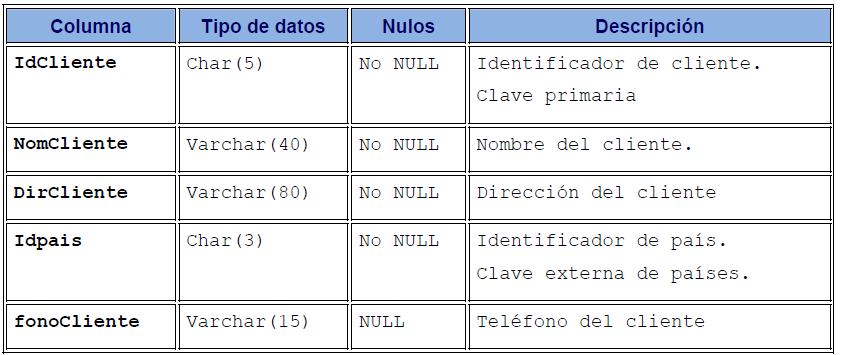 Columna Tipo de datos Nulos Descripción
IdCliente Char(5) No NULL Identificador de cliente.
Clave primaria
NomCliente Varchar(40) No NULL Nombre del cliente.
DirCliente Varchar(80) No NULL Dirección del cliente
Idpais Char(3) No NULL Identificador de país.
Clave externa de países.
fonoCliente Varchar(15) NULL Teléfono del cliente